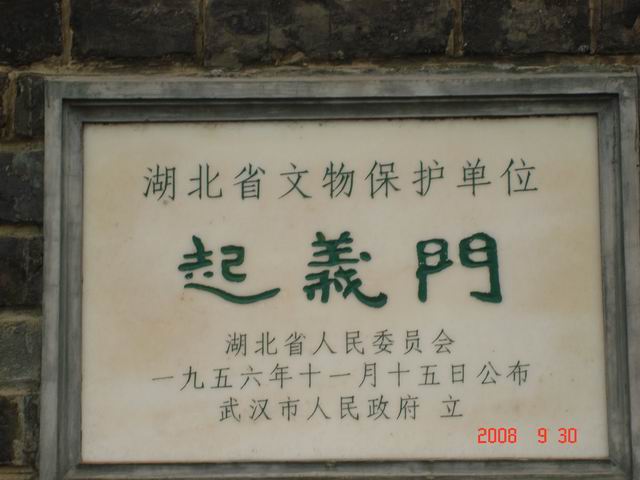 湖北省文物保护单位
起義門
湖北省人民委员会
一九五六年十一月十五日公布
武汉市人民政府 立
2008 9 30